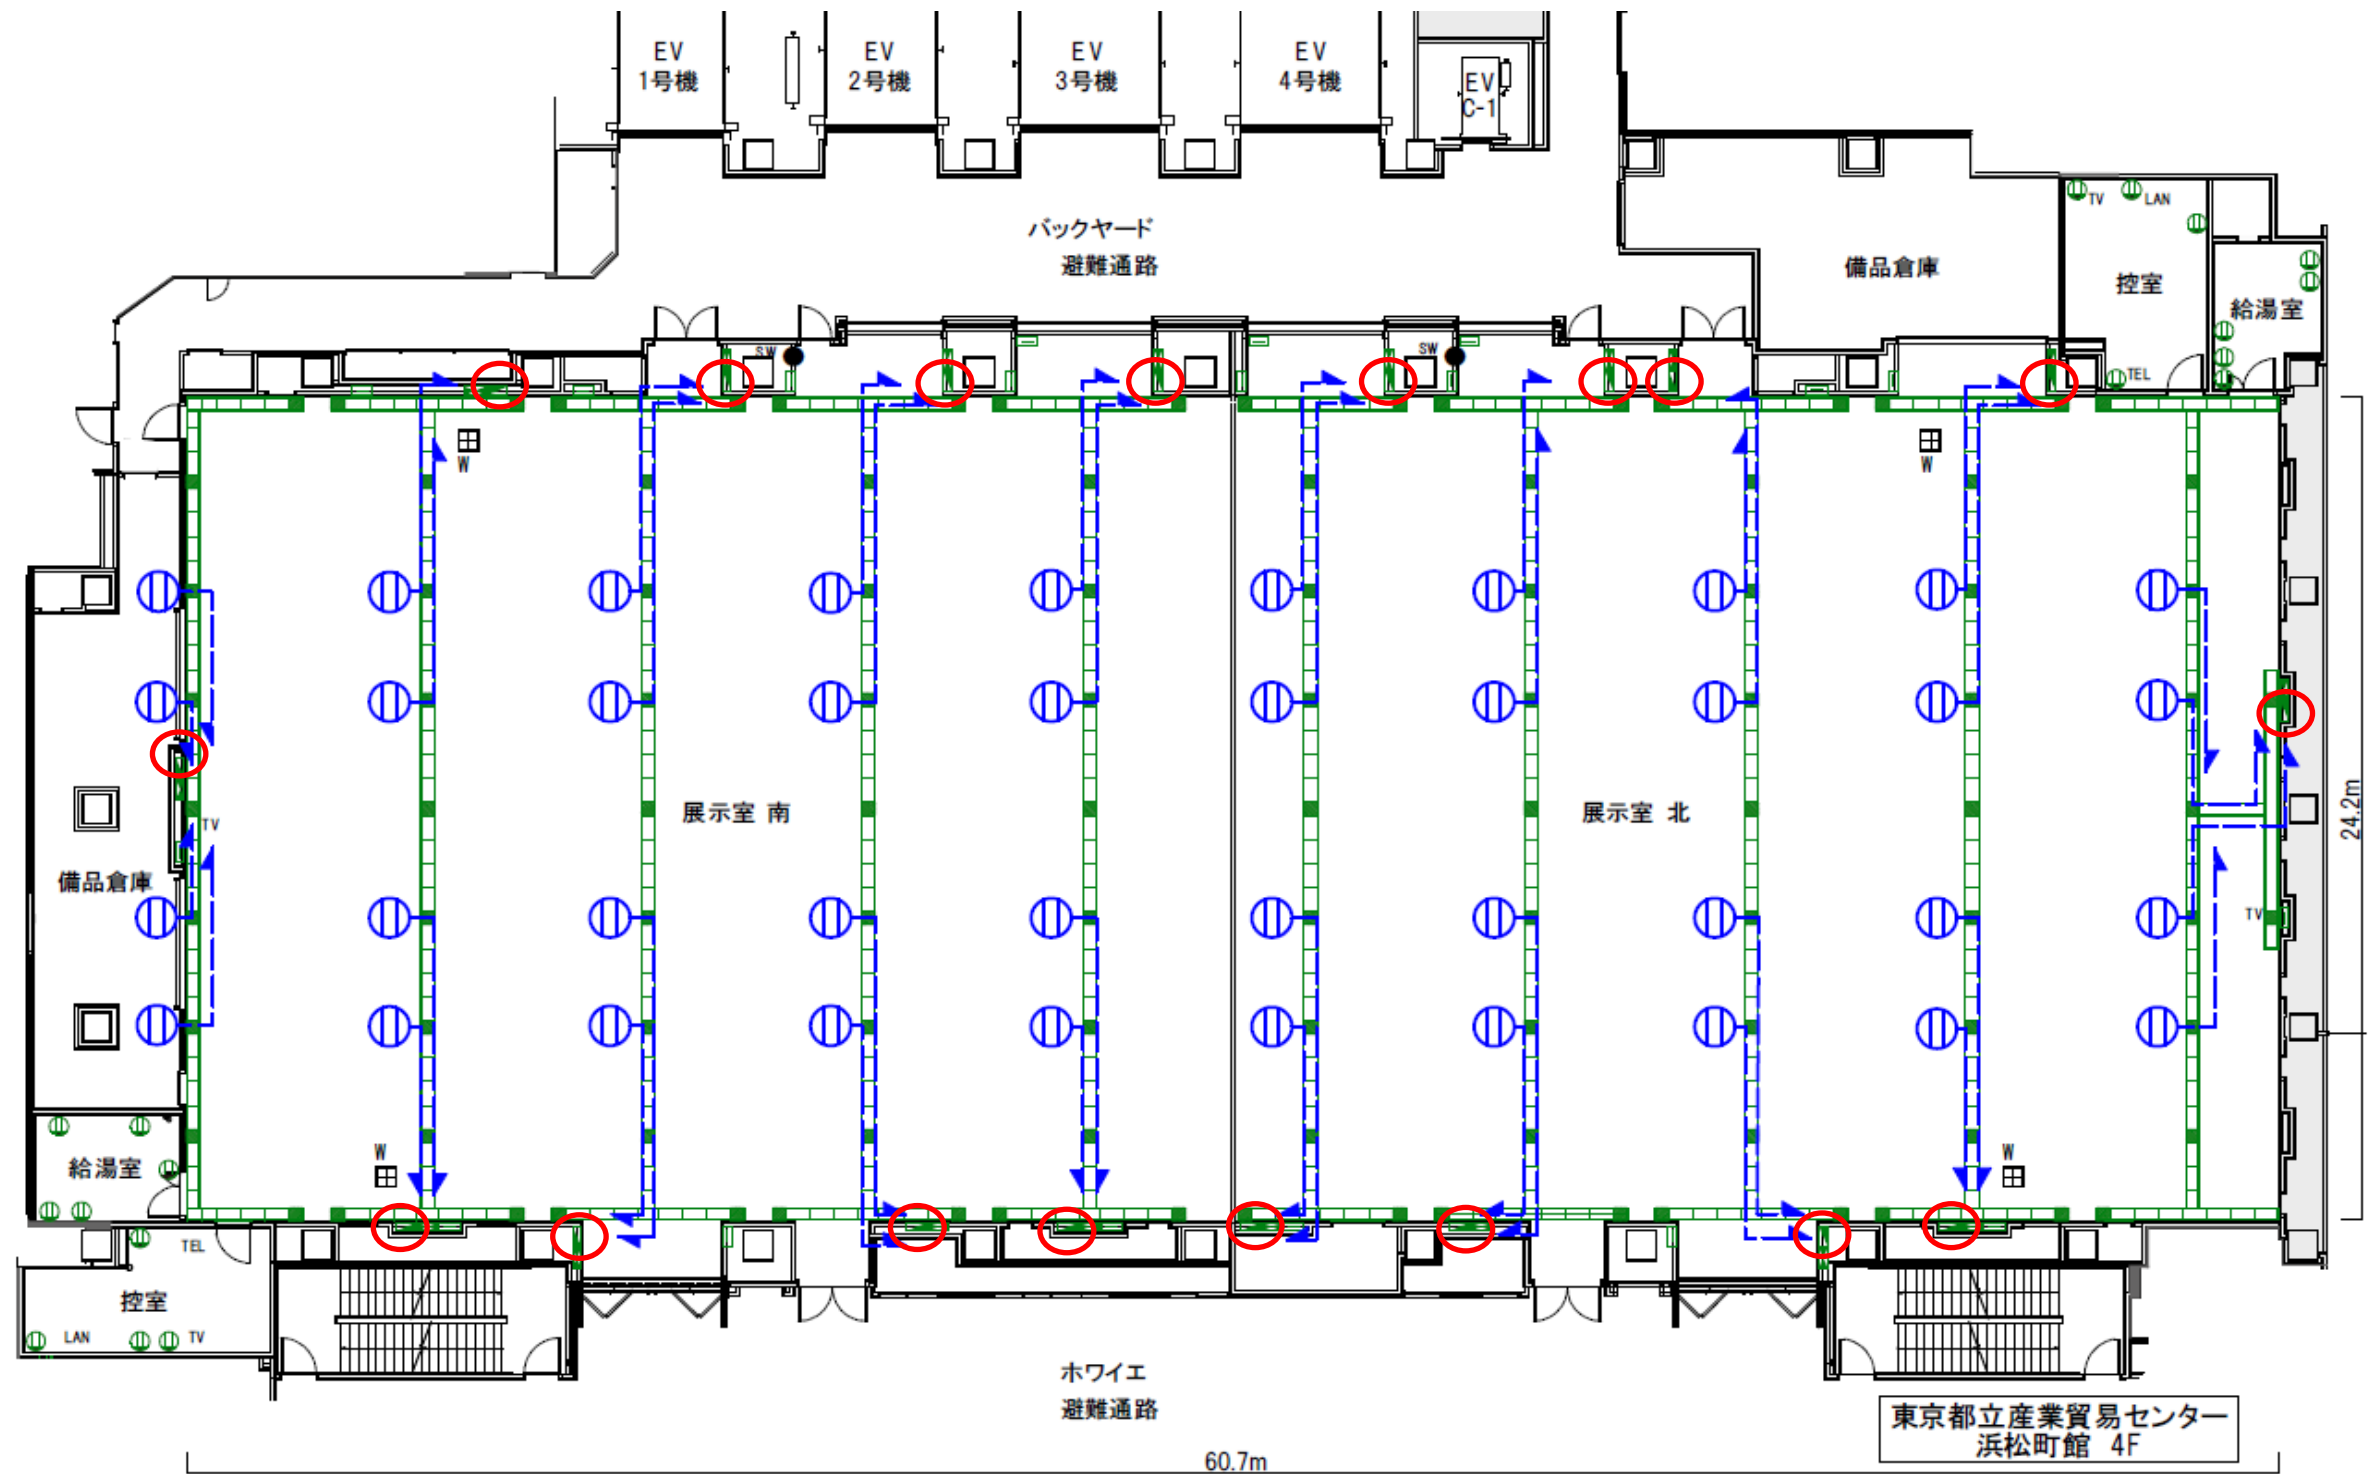 EV
1号機
EV
2号機
EV
3号機
EV
4号機
EV
C-1
バックヤード
避難通路
備品倉庫
TV
LAN
控室
給湯室
TEL
SW
SW
W
W
展示室 南
展示室 北
TV
備品倉庫
TV
24.2m
給湯室
W
W
TEL
控室
LAN
TV
ホワイエ
避難通路
東京都立産業貿易センター
浜松町館 4F
60.7m